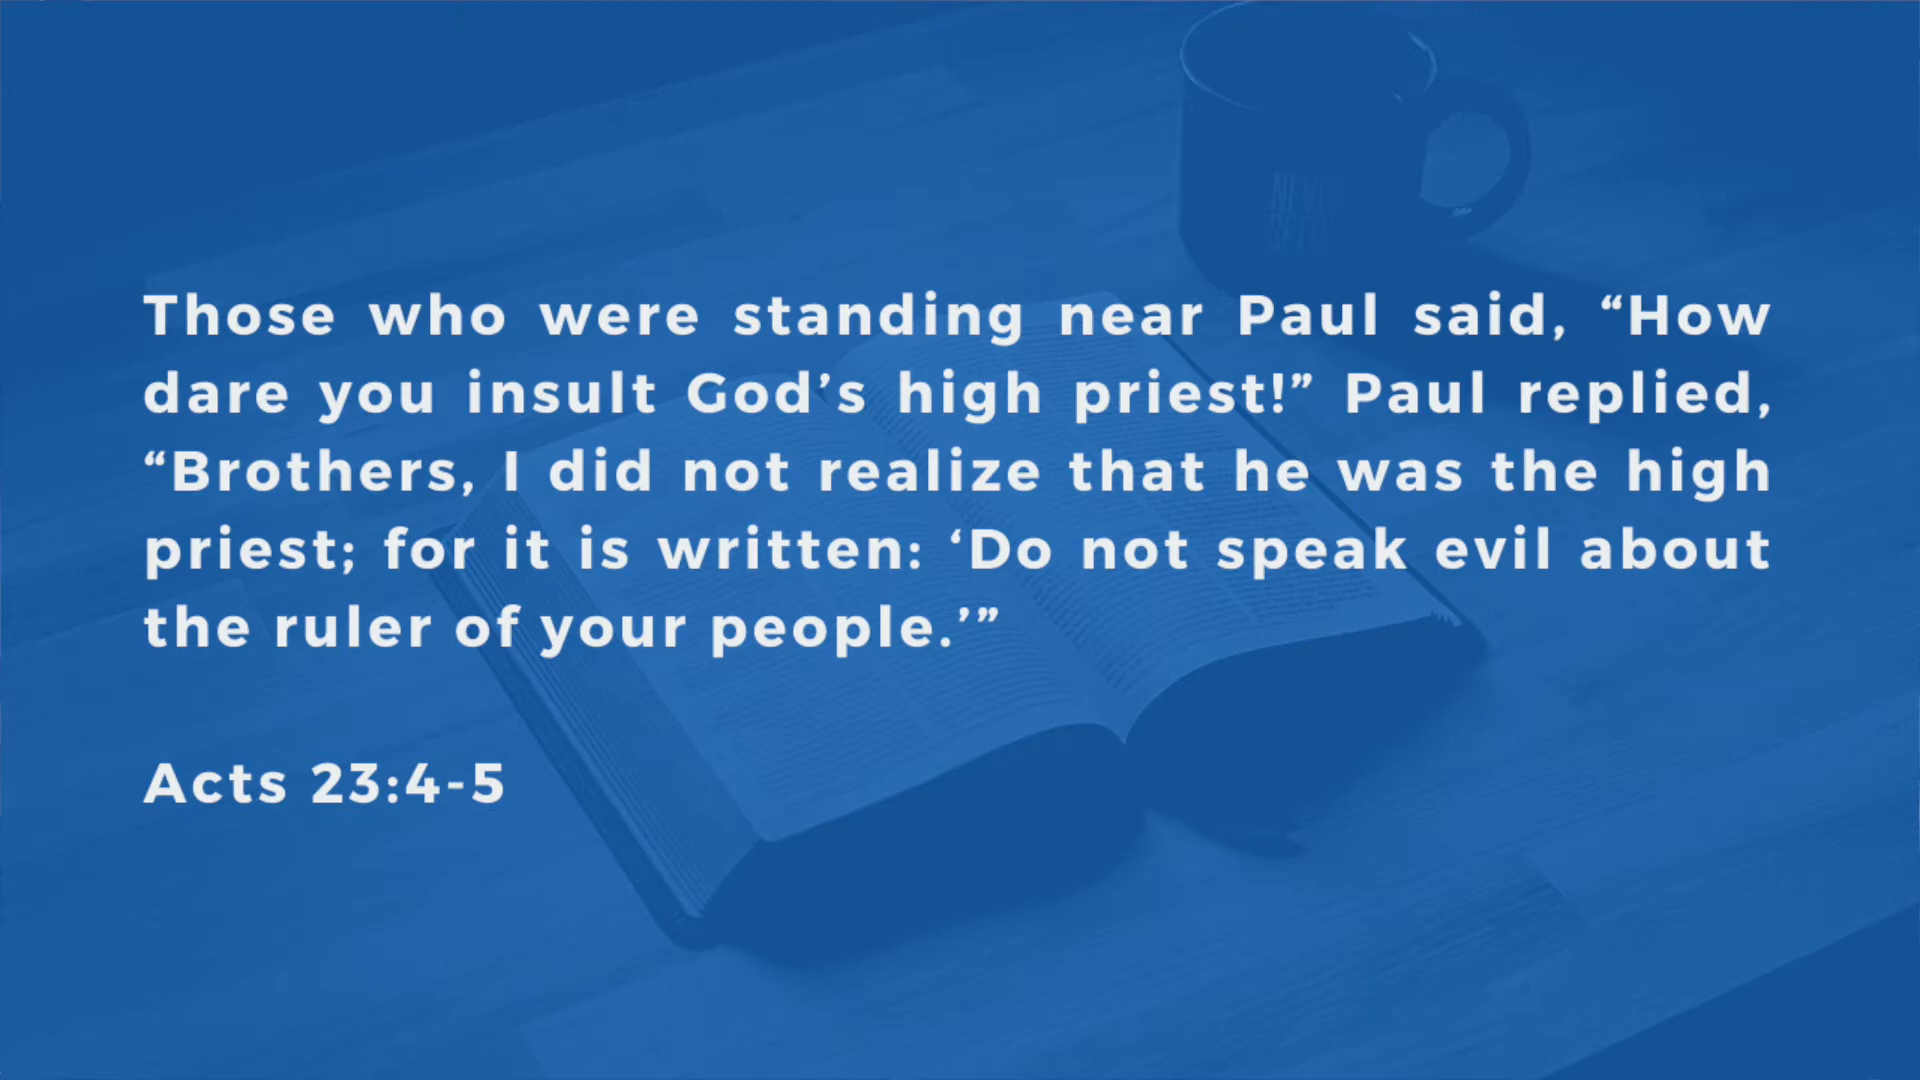 Those who were standing near Paul said, “How
dare you insult God’s high priest!” Paul replied,
“Brothers, I did not realize that he was the high
priest; for it is written: ‘Do not speak evil about
the ruler of your people.’”
Acts 23:4-5